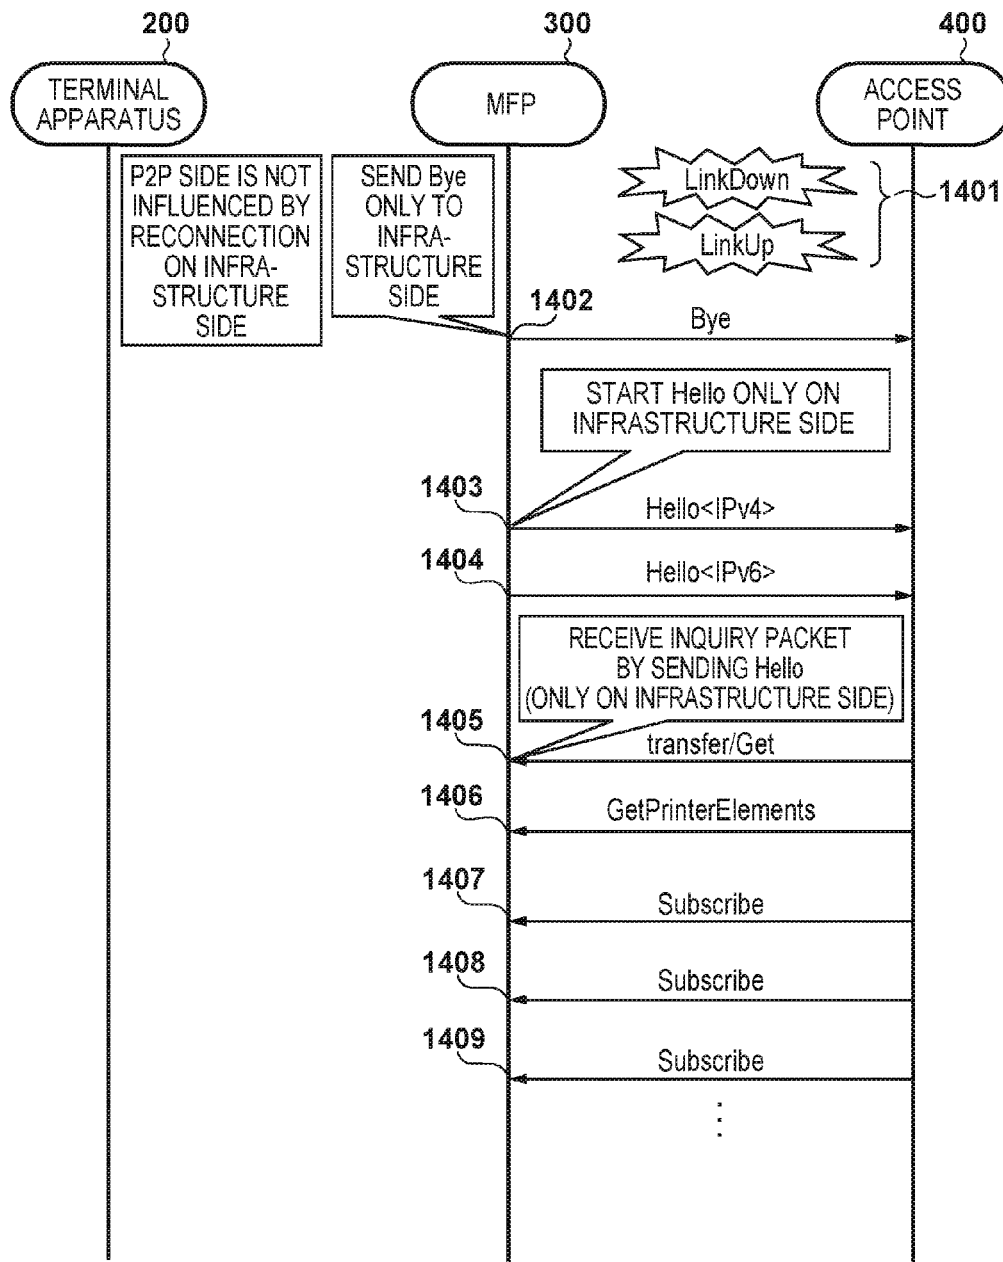 200
300
400
TERMINAL
APPARATUS
MFP
ACCESS
POINT
P2P SIDE IS NOT
INFLUENCED BY
RECONNECTION
ON INFRA-
STRUCTURE
SIDE
SEND Bye
ONLY TO
INFRA-
STRUCTURE
SIDE
LinkDown
LinkUp
1401
1402
Bye
START Hello ONLY ON
INFRASTRUCTURE SIDE
1403
Hello<IPv4>
1404
Hello<IPv6>
RECEIVE INQUIRY PACKET
BY SENDING Hello
(ONLY ON INFRASTRUCTURE SIDE)
1405
transfer/Get
1406
GetPrinterElements
1407
Subscribe
1408
Subscribe
1409
Subscribe